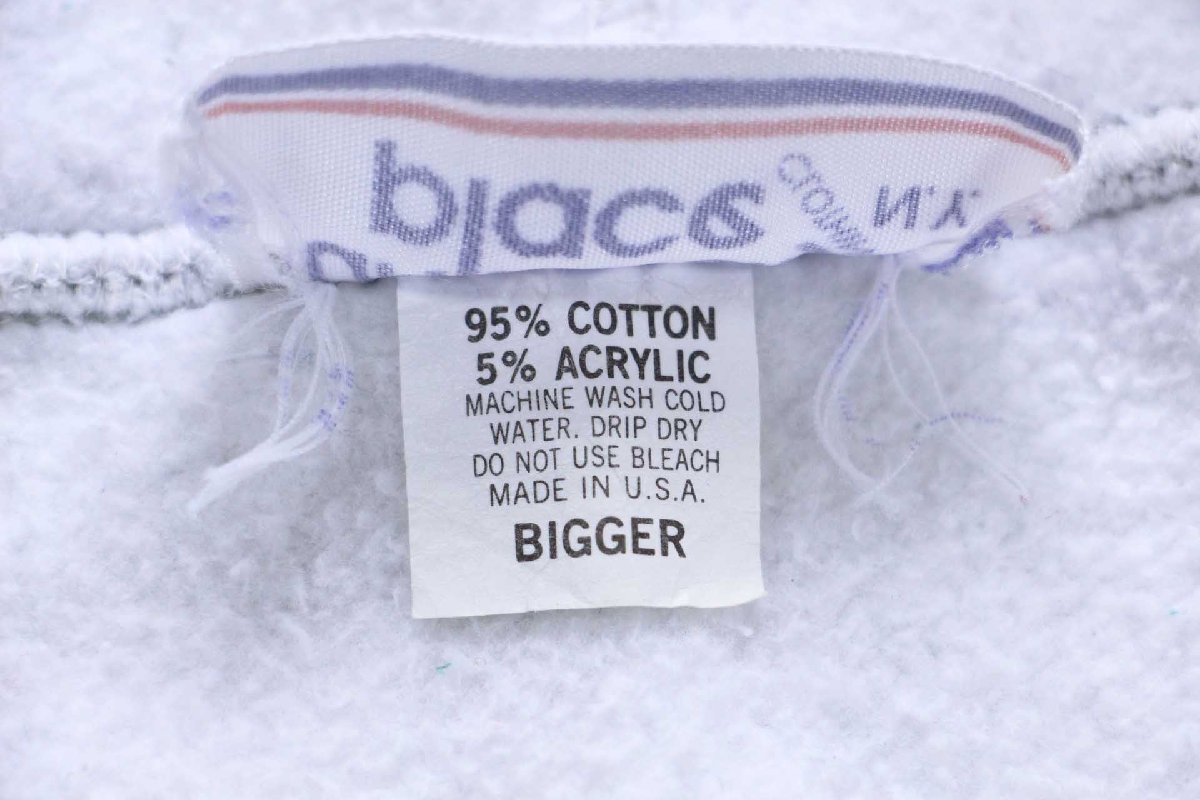 95% COTTON
5% ACRYLIC
MACHINE WASH COLD
WATER. DRIP DRY
DO NOT USE BLEACH
MADE IN U.S.A.
BIGGER